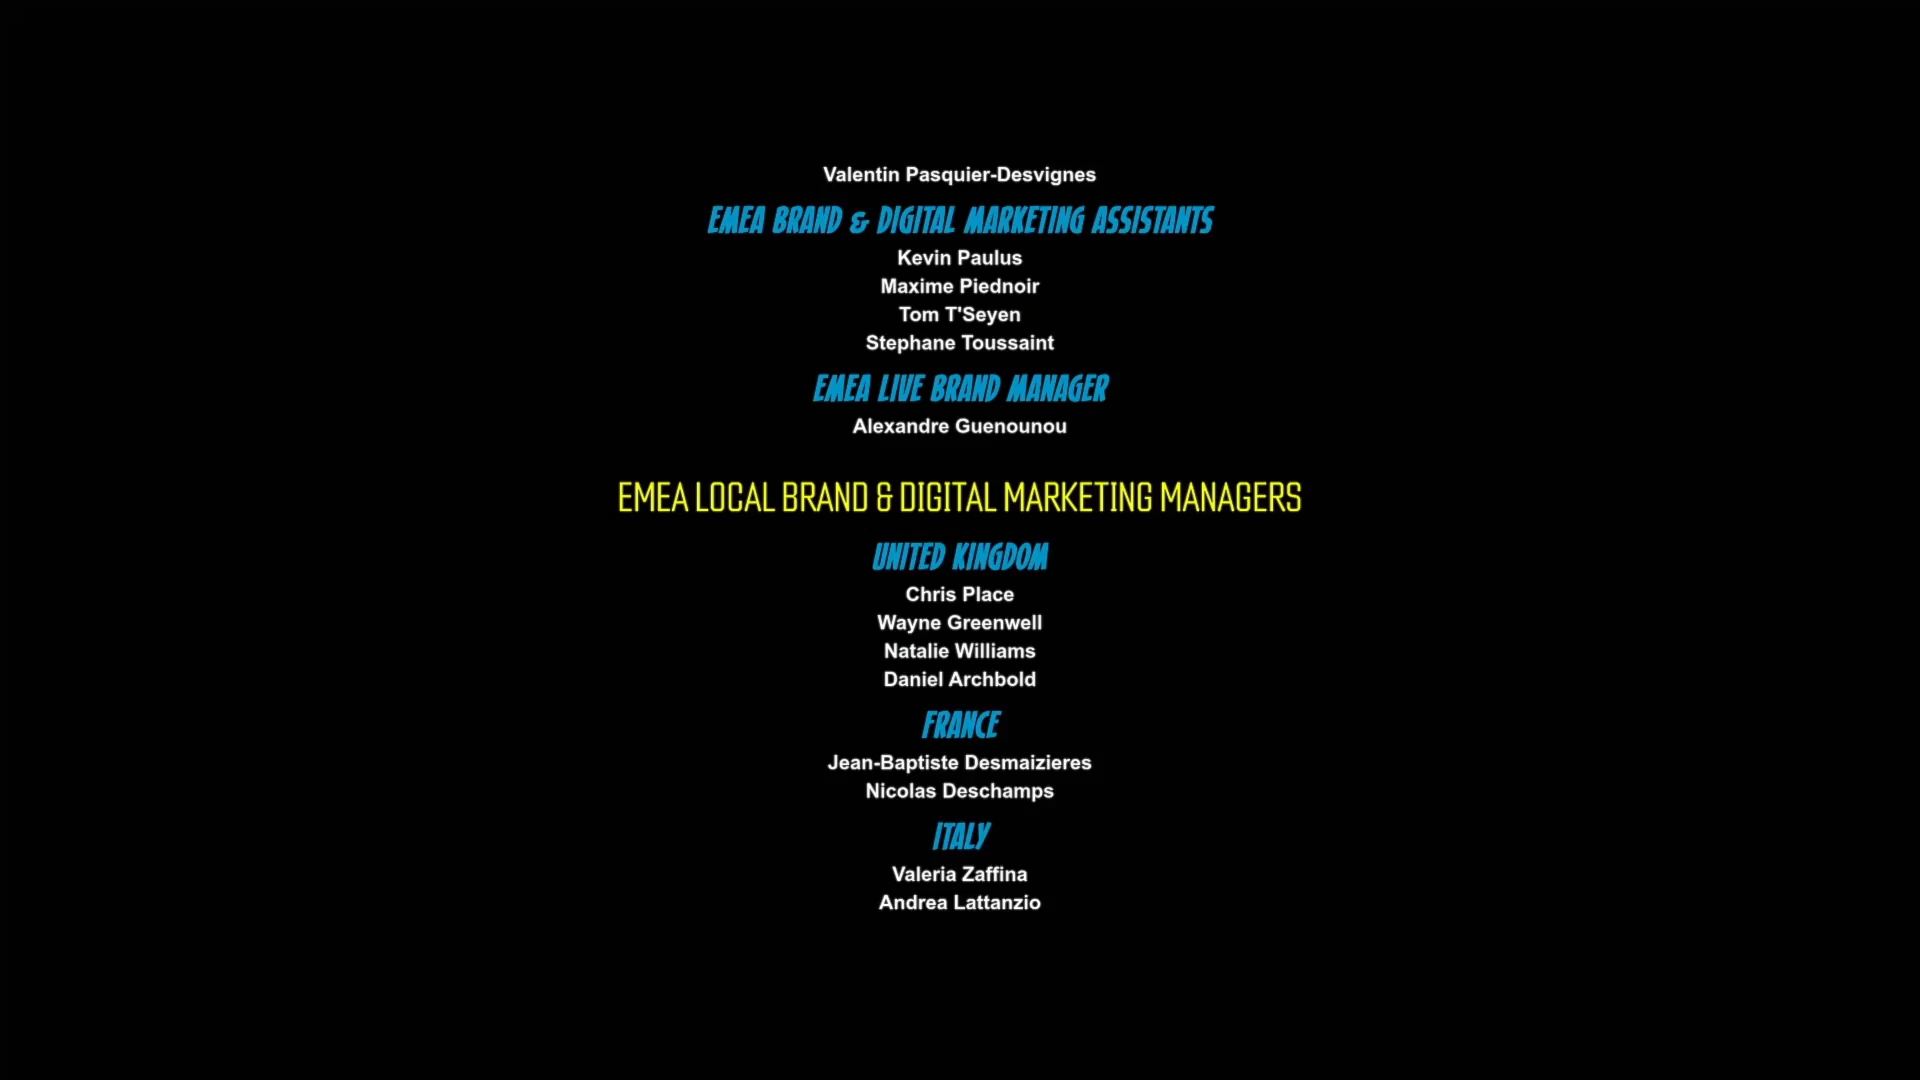 Valentin Pasquier-Desvignes
EMEA BRAND & DIGITAL MARKETING ASSISTANTS
Kevin Paulus
Maxime Piednoir
Tom T'Seyen
Stephane Toussaint
EMEA LIVE BRAND MANAGER
Alexandre Guenounou
EMEA LOCAL BRAND & DIGITAL MARKETING MANAGERS
UNITED KINGDOM
Chris Place
Wayne Greenwell
Natalie Williams
Daniel Archbold
FRANCE
Jean-Baptiste Desmaizieres
Nicolas Deschamps
ITALY
Valeria Zaffina
Andrea Lattanzio